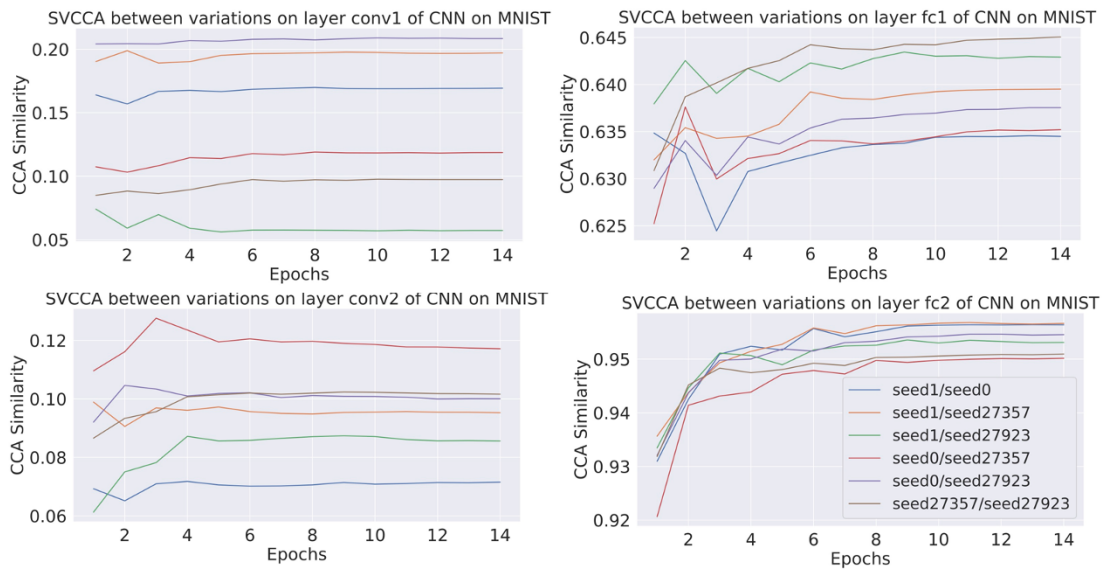 SVCCA between variations on layer conv1 of CNN on MNIST
CCA Similarity
0.20
0.15
0.10
0.05
2 4 6 8 10 12 14
Epochs
SVCCA between variations on layer fc1 of CNN on MNIST
CCA Similarity
0.645
0.640
0.635
0.630
0.625
2 4 6 8 10 12 14
Epochs
SVCCA between variations on layer conv2 of CNN on MNIST
CCA Similarity
0.12
0.10
0.08
0.06
2 4 6 8 10 12 14
Epochs
SVCCA between variations on layer fc2 of CNN on MNIST
CCA Similarity
0.95
0.94
0.93
0.92
seed1/seed0
seed1/seed27357
seed1/seed27923
seed0/seed27357
seed0/seed27923
seed27357/seed27923
2 4 6 8 10 12 14
Epochs